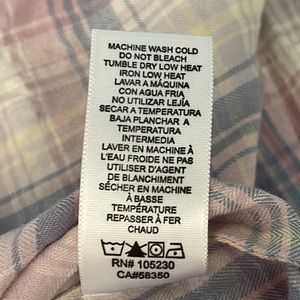 MACHINE WASH COLD
DO NOT BLEACH
TUMBLE DRY LOW HEAT
IRON LOW HEAT
LAVAR A MÁQUINA
CON AGUA FRIA
NO UTILIZAR LEJÍA
SECAR A TEMPERATURA
BAJA PLANCHAR A
TEMPERATURA
INTERMEDIA
LAVER EN MACHINE À
L'EAU FROIDE NE PAS
UTILISER D'AGENT
DE BLANCHIMENT
SÉCHER EN MACHINE
À BASSE
TEMPÉRATURE
REPASSER À FER
CHAUD
RN# 105230
CA#58350